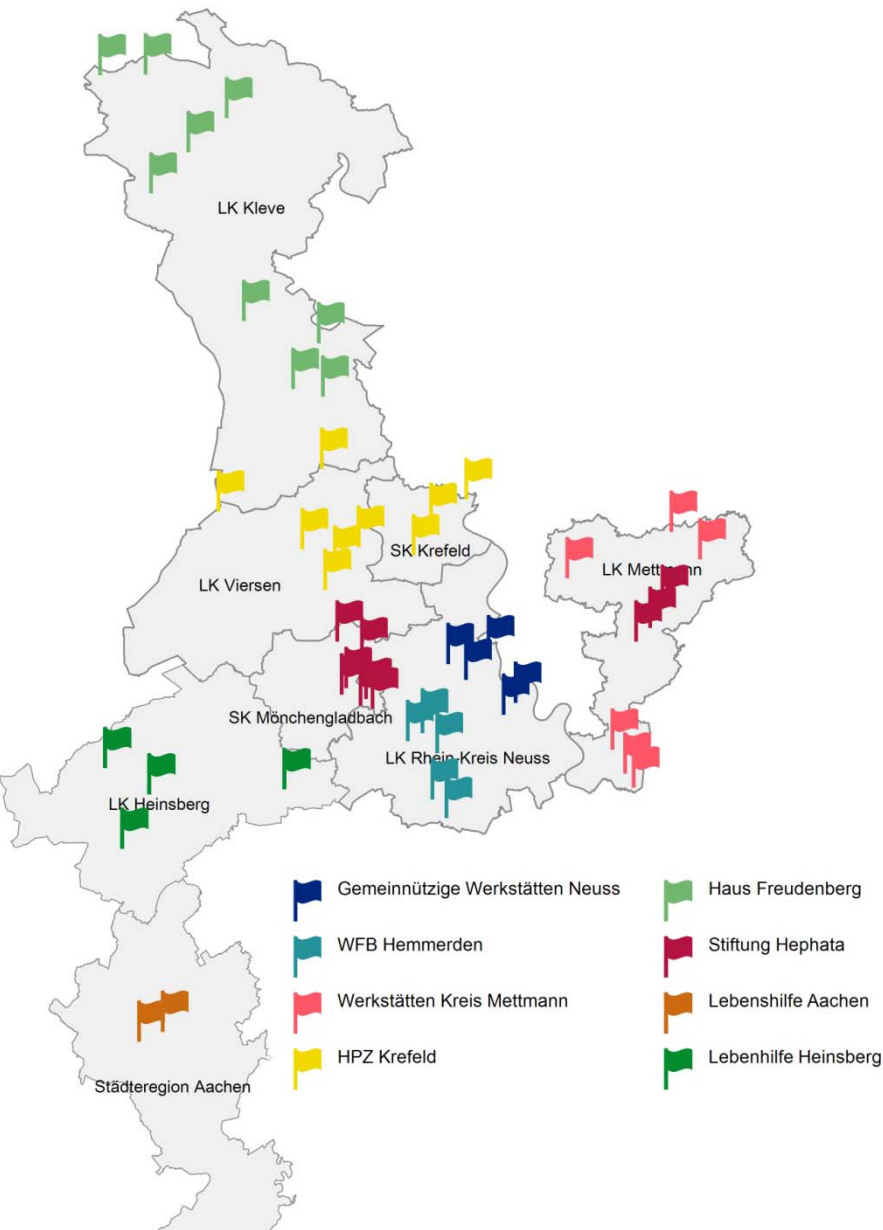 LK Kleve
SK Krefeld
LK Viersen
LK Mettmann
SK Mönchengladbach
LK Rhein-Kreis Neuss
LK Heinsberg
Gemeinnützige Werkstätten Neuss
Haus Freudenberg
WFB Hemmerden
Stiftung Hephata
Werkstätten Kreis Mettmann
Lebenshilfe Aachen
HPZ Krefeld
Lebenhilfe Heinsberg
Städteregion Aachen